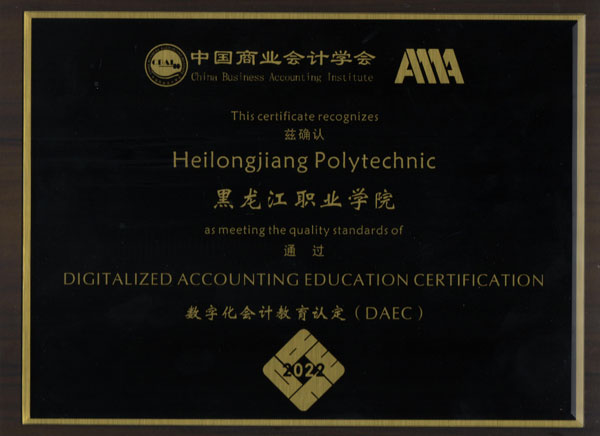 CBAI
中国商业会计学会
China Business Accounting Institute
AMA
This certificate recognizes
兹确认
Heilongjiang Polytechnic
黑龙江职业学院
as meeting the quality standards of
通 过
DIGITALIZED ACCOUNTING EDUCATION CERTIFICATION
数字化会计教育认定(DAEC)
2022